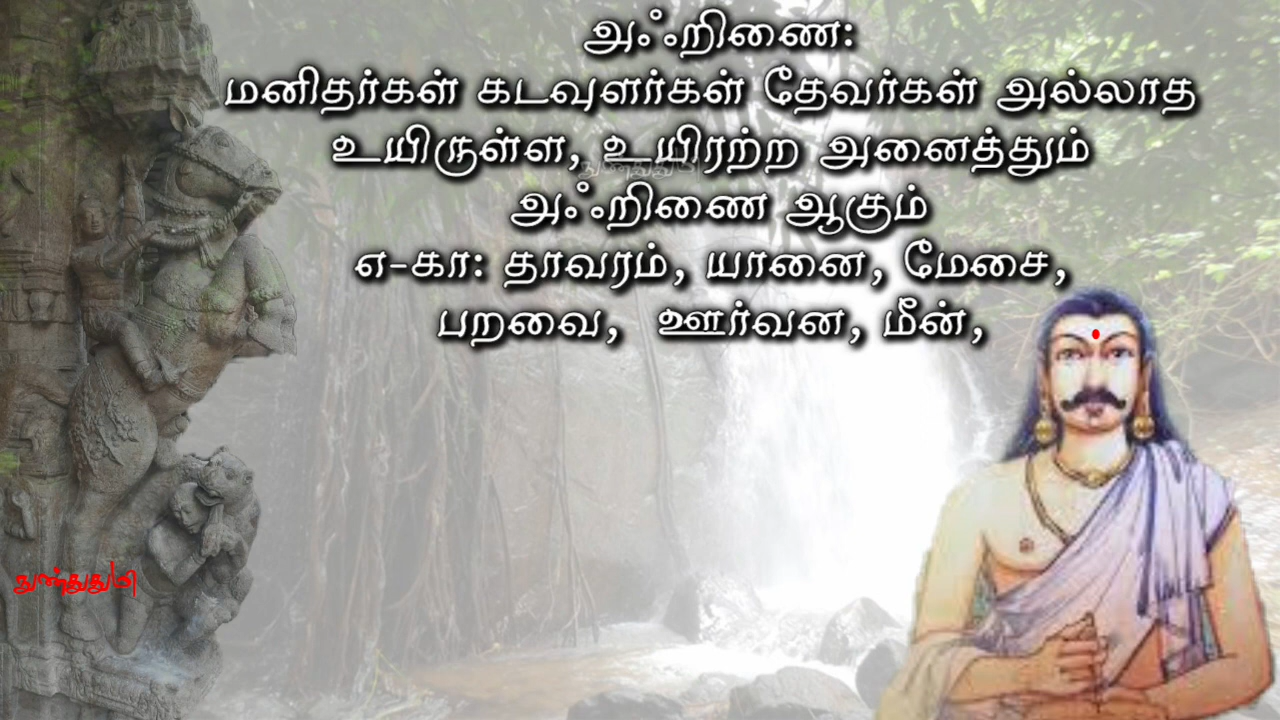 அஃறிணை:
மனிதர்கள் கடவுளர்கள் தேவர்கள் அல்லாத
உயிருள்ள, உயிரற்ற அனைத்தும்
அஃறிணை ஆகும்
எ-கா: தாவரம், யானை, மேசை,
பறவை, ஊர்வன, மீன்,